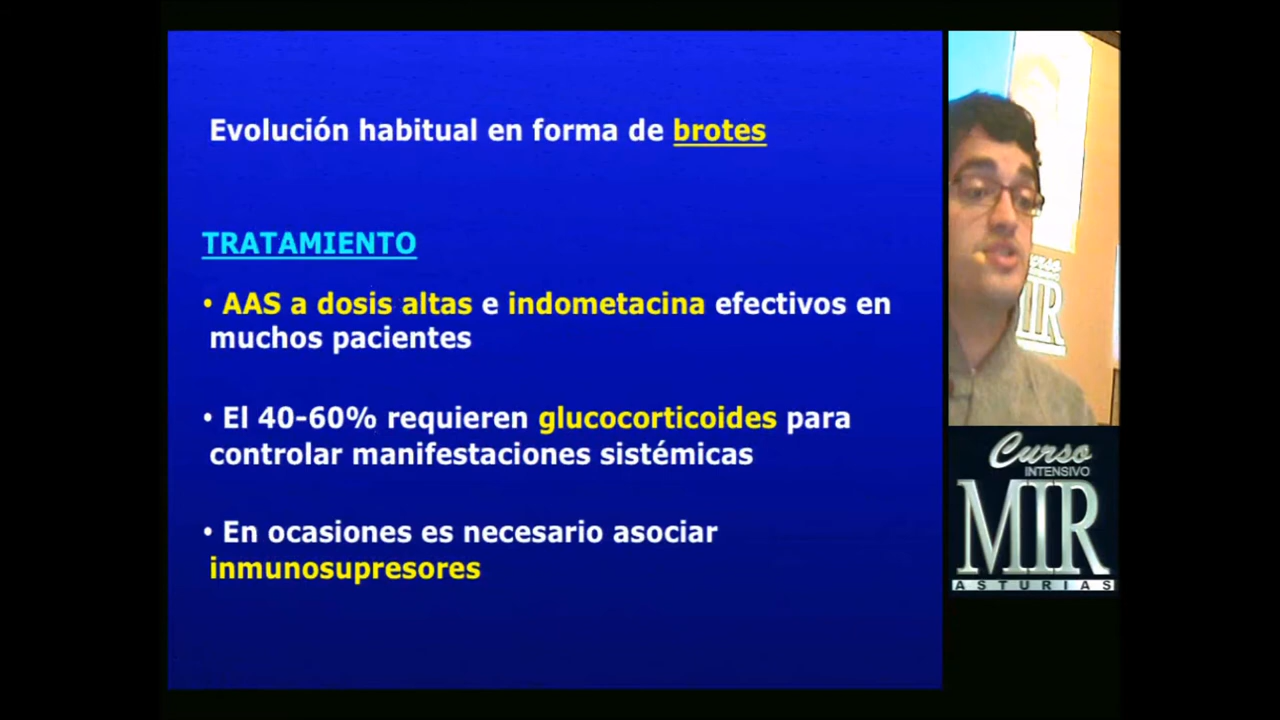 Evolución habitual en forma de brotes
TRATAMIENTO
• AAS a dosis altas e indometacina efectivos en
muchos pacientes
• El 40-60% requieren glucocorticoides para
controlar manifestaciones sistémicas
• En ocasiones es necesario asociar
inmunosupresores
Curso
INTENSIVO
MIR
ASTURIAS